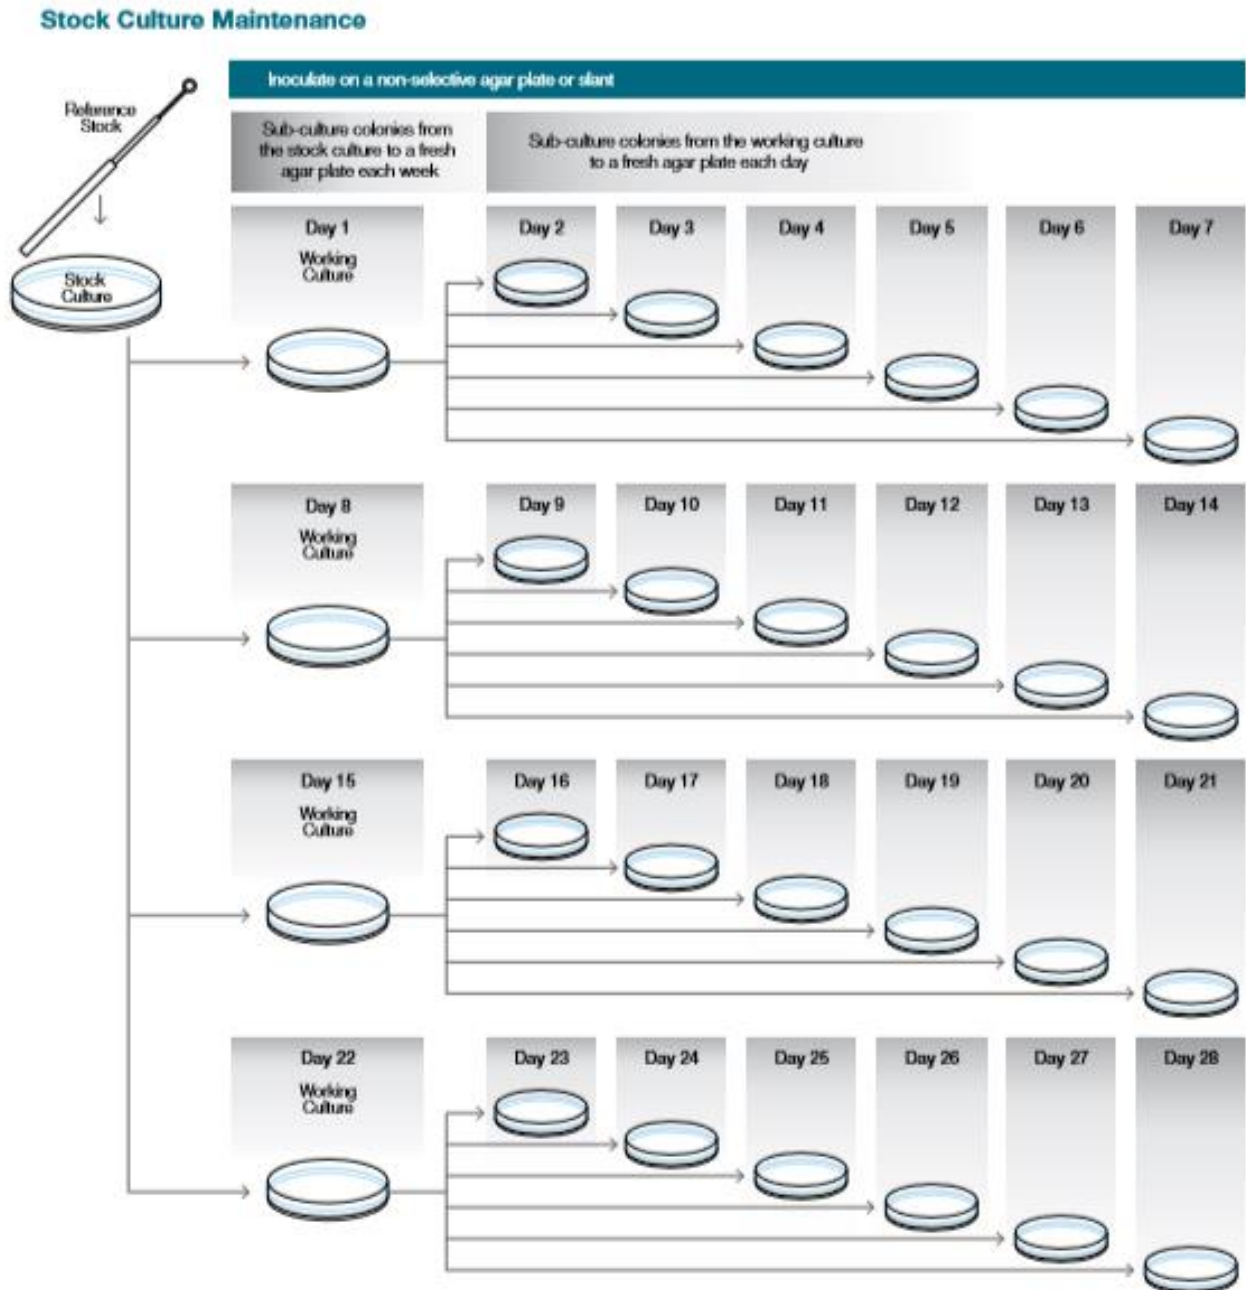 Stock Culture Maintenance
Inoculate on a non-selective agar plate or slant
Reference
Stock
Stock
Culture
Sub-culture colonies from
the stock culture to a fresh
agar plate each week
Sub-culture colonies from the working culture
to a fresh agar plate each day
Day 1
Working
Culture
Day 2
Day 3
Day 4
Day 5
Day 6
Day 7
Day 8
Working
Culture
Day 9
Day 10
Day 11
Day 12
Day 13
Day 14
Day 15
Working
Culture
Day 16
Day 17
Day 18
Day 19
Day 20
Day 21
Day 22
Working
Culture
Day 23
Day 24
Day 25
Day 26
Day 27
Day 28